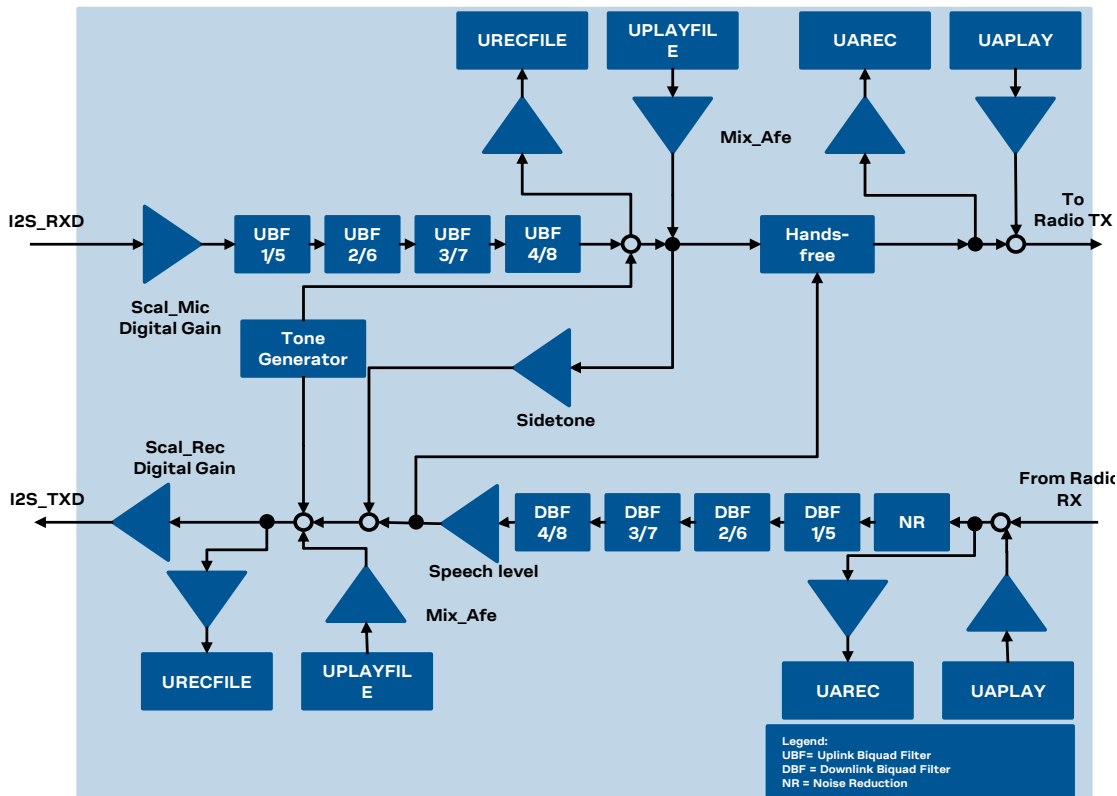 URECFILE
UPLAYFIL
E
UAREC
UAPLAY
Mix_Afe
I2S_RXD
To
Radio TX
UBF
1/5
UBF
2/6
UBF
3/7
UBF
4/8
Hands-
free
Scal_Mic
Digital Gain
Tone
Generator
Sidetone
Scal_Rec
Digital Gain
I2S_TXD
From Radio
RX
DBF
4/8
DBF
3/7
DBF
2/6
DBF
1/5
NR
Speech level
Mix_Afe
URECFILE
UPLAYFIL
E
UAREC
UAPLAY
Legend:
UBF= Uplink Biquad Filter
DBF = Downlink Biquad Filter
NR = Noise Reduction